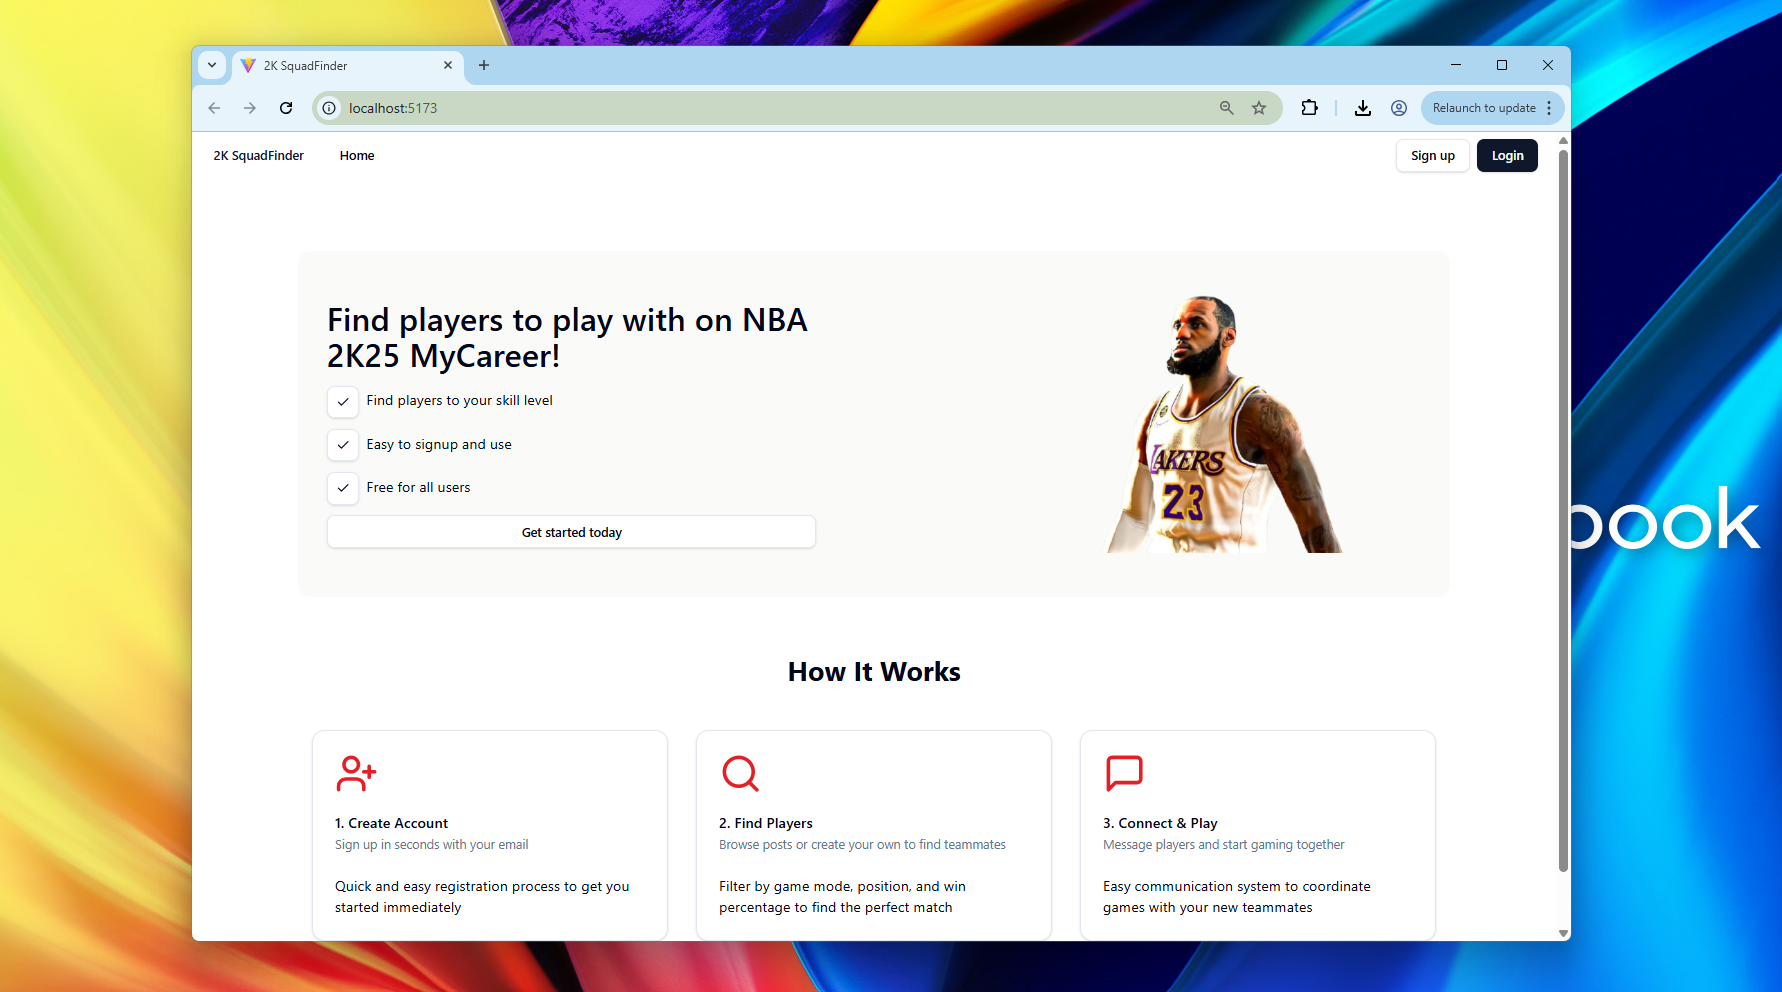 2K SquadFinder
localhost:5173
Relaunch to update
2K SquadFinder
Home
Sign up
Login
Find players to play with on NBA
2K25 MyCareer!
Find players to your skill level
Easy to signup and use
Free for all users
Get started today
LAKERS
23
book
How It Works
1. Create Account
Sign up in seconds with your email
Quick and easy registration process to get you
started immediately
2. Find Players
Browse posts or create your own to find teammates
Filter by game mode, position, and win
percentage to find the perfect match
3. Connect & Play
Message players and start gaming together
Easy communication system to coordinate
games with your new teammates